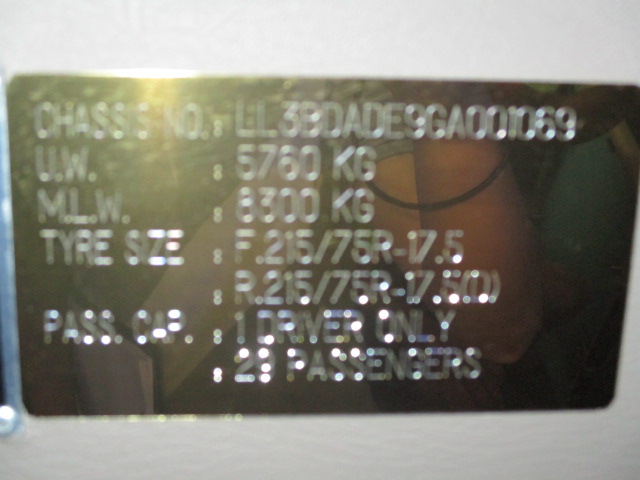 CHASSIS NO. : LL3BDADE9GA001069
U.W. : 5760 KG
M.L.W. : 8300 KG
TYRE SIZE : F.215/75R-17.5
: R.215/75R-17.5(D)
PASS. CAP. : 1 DRIVER ONLY
: 29 PASSENGERS